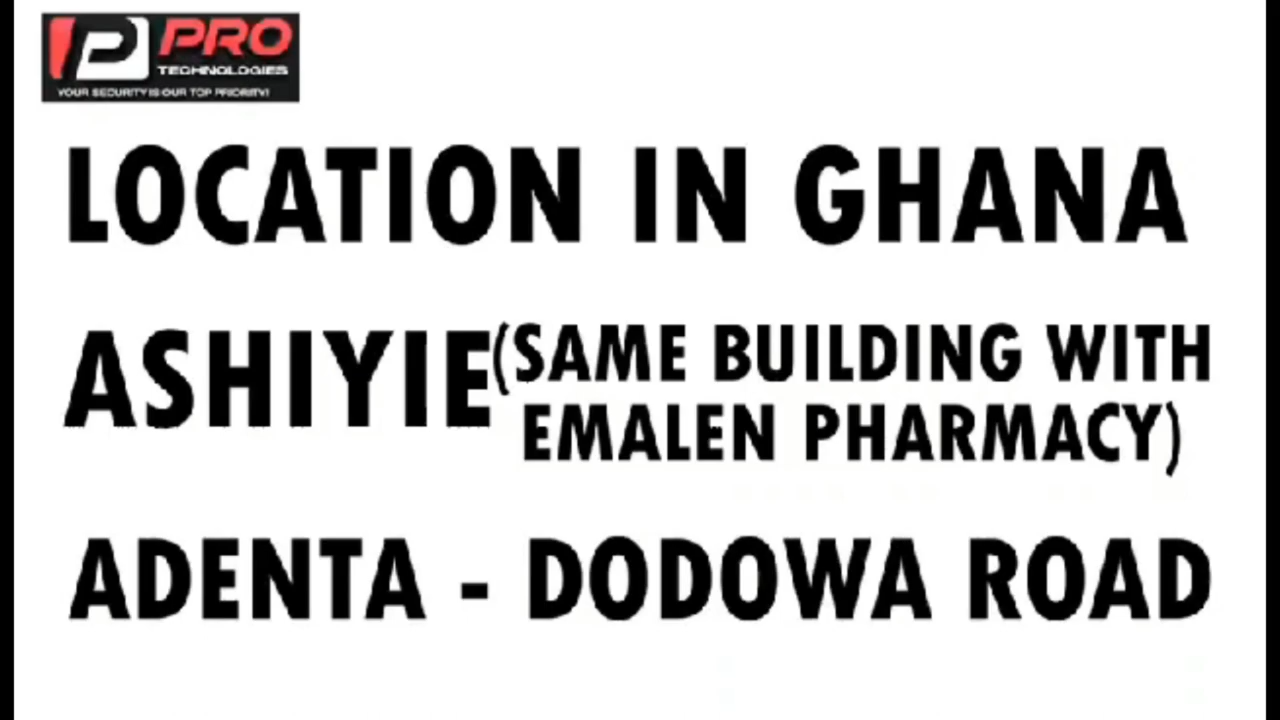 PRO
TECHNOLOGIES
YOUR SECURITY IS OUR TOP PRIORITY!
LOCATION IN GHANA
ASHIYIE (SAME BUILDING WITH
EMALEN PHARMACY)
ADENTA - DODOWA ROAD